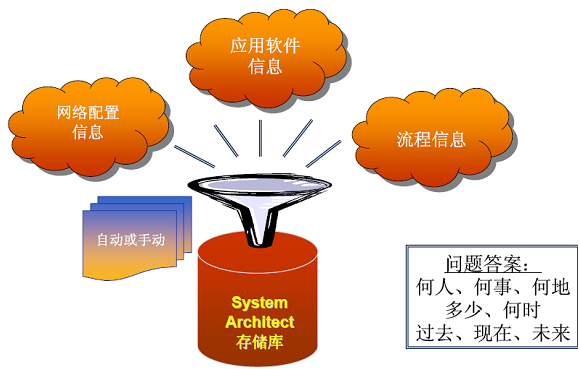 应用软件
信息
网络配置
信息
流程信息
自动或手动
System
Architect
存储库
问题答案：
何人、何事、何地
多少、何时
过去、现在、未来